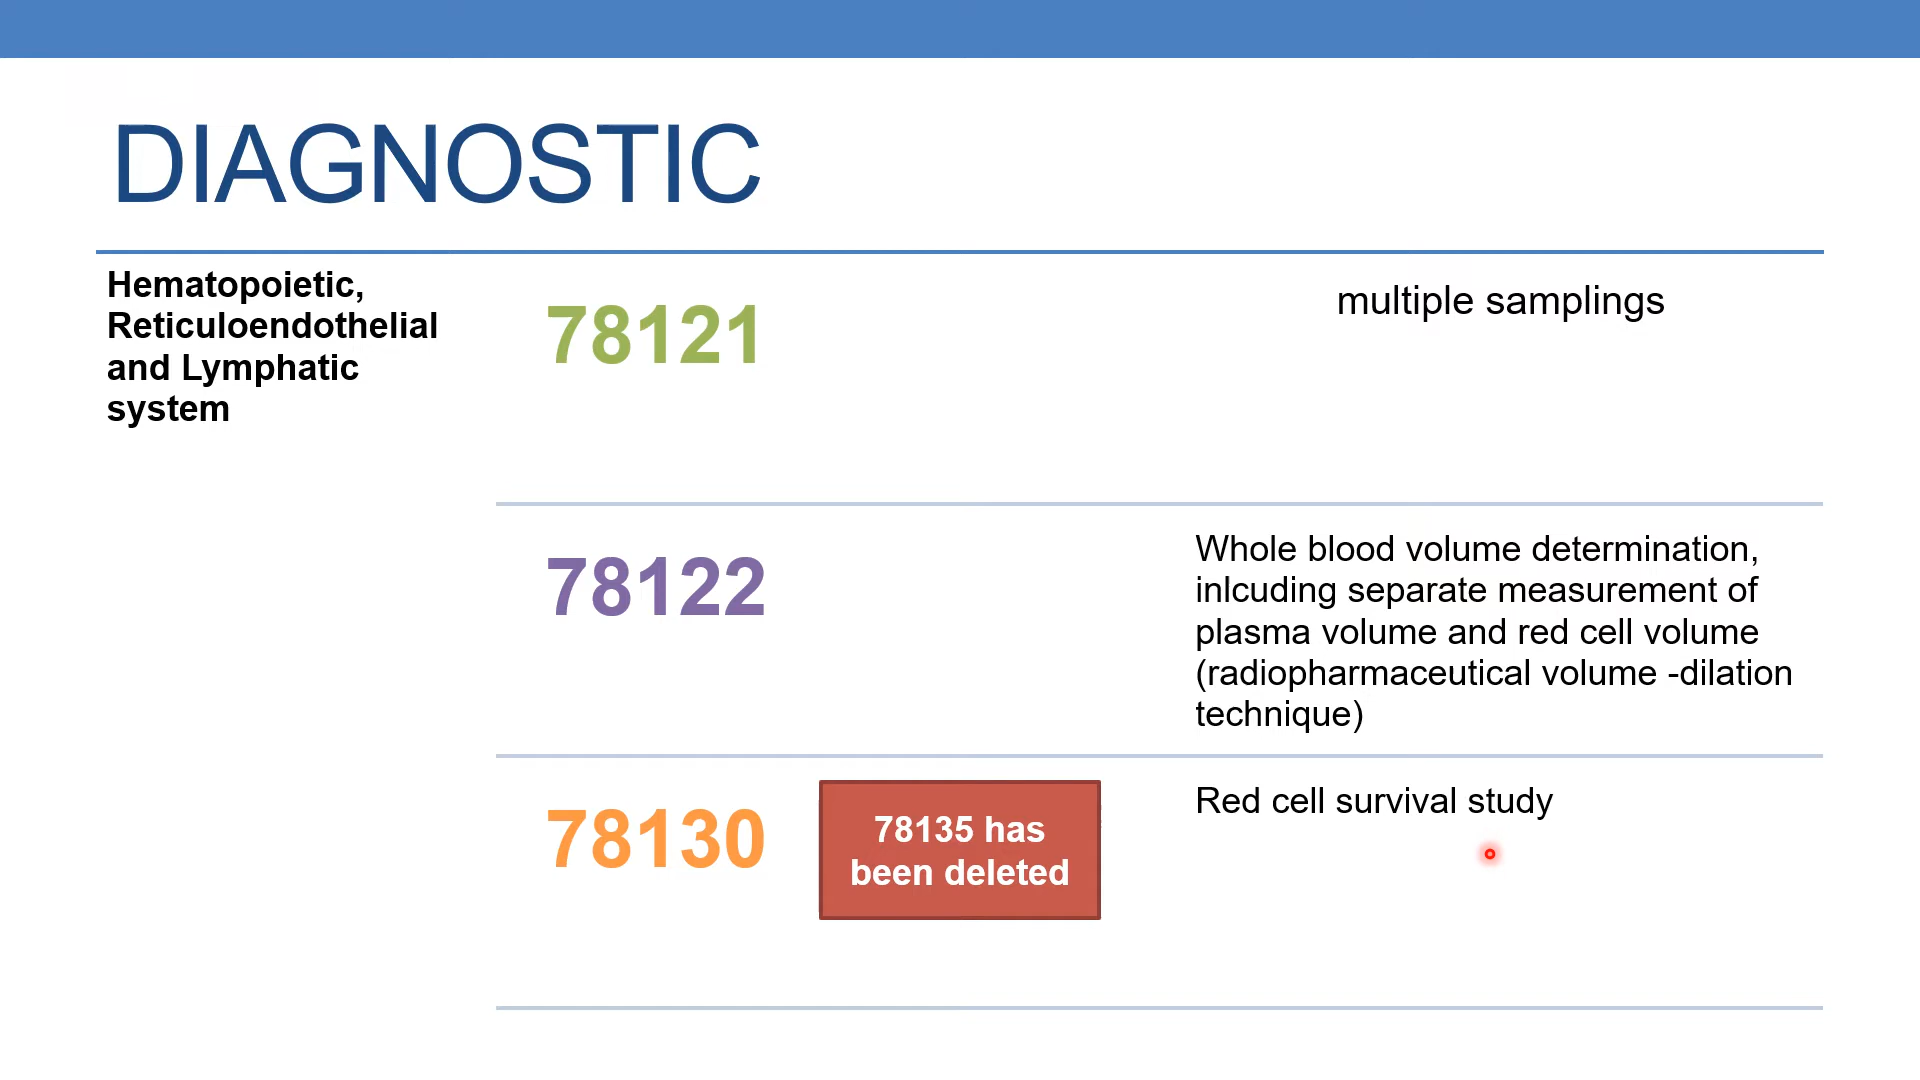 DIAGNOSTIC
Hematopoietic,
Reticuloendothelial
and Lymphatic
system
78121
multiple samplings
78122
Whole blood volume determination,
inlcuding separate measurement of
plasma volume and red cell volume
(radiopharmaceutical volume -dilation
technique)
78130
78135 has
been deleted
Red cell survival study